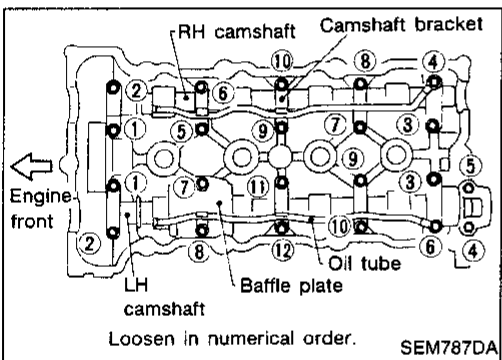 RH camshaft
Camshaft bracket
10 8 4
2 6
1 5 9 7 3
Engine front
1 7 11 9 3 5
2 8 12 10 6 4
LH camshaft
Baffle plate
Oil tube
Loosen in numerical order.
SEM787DA